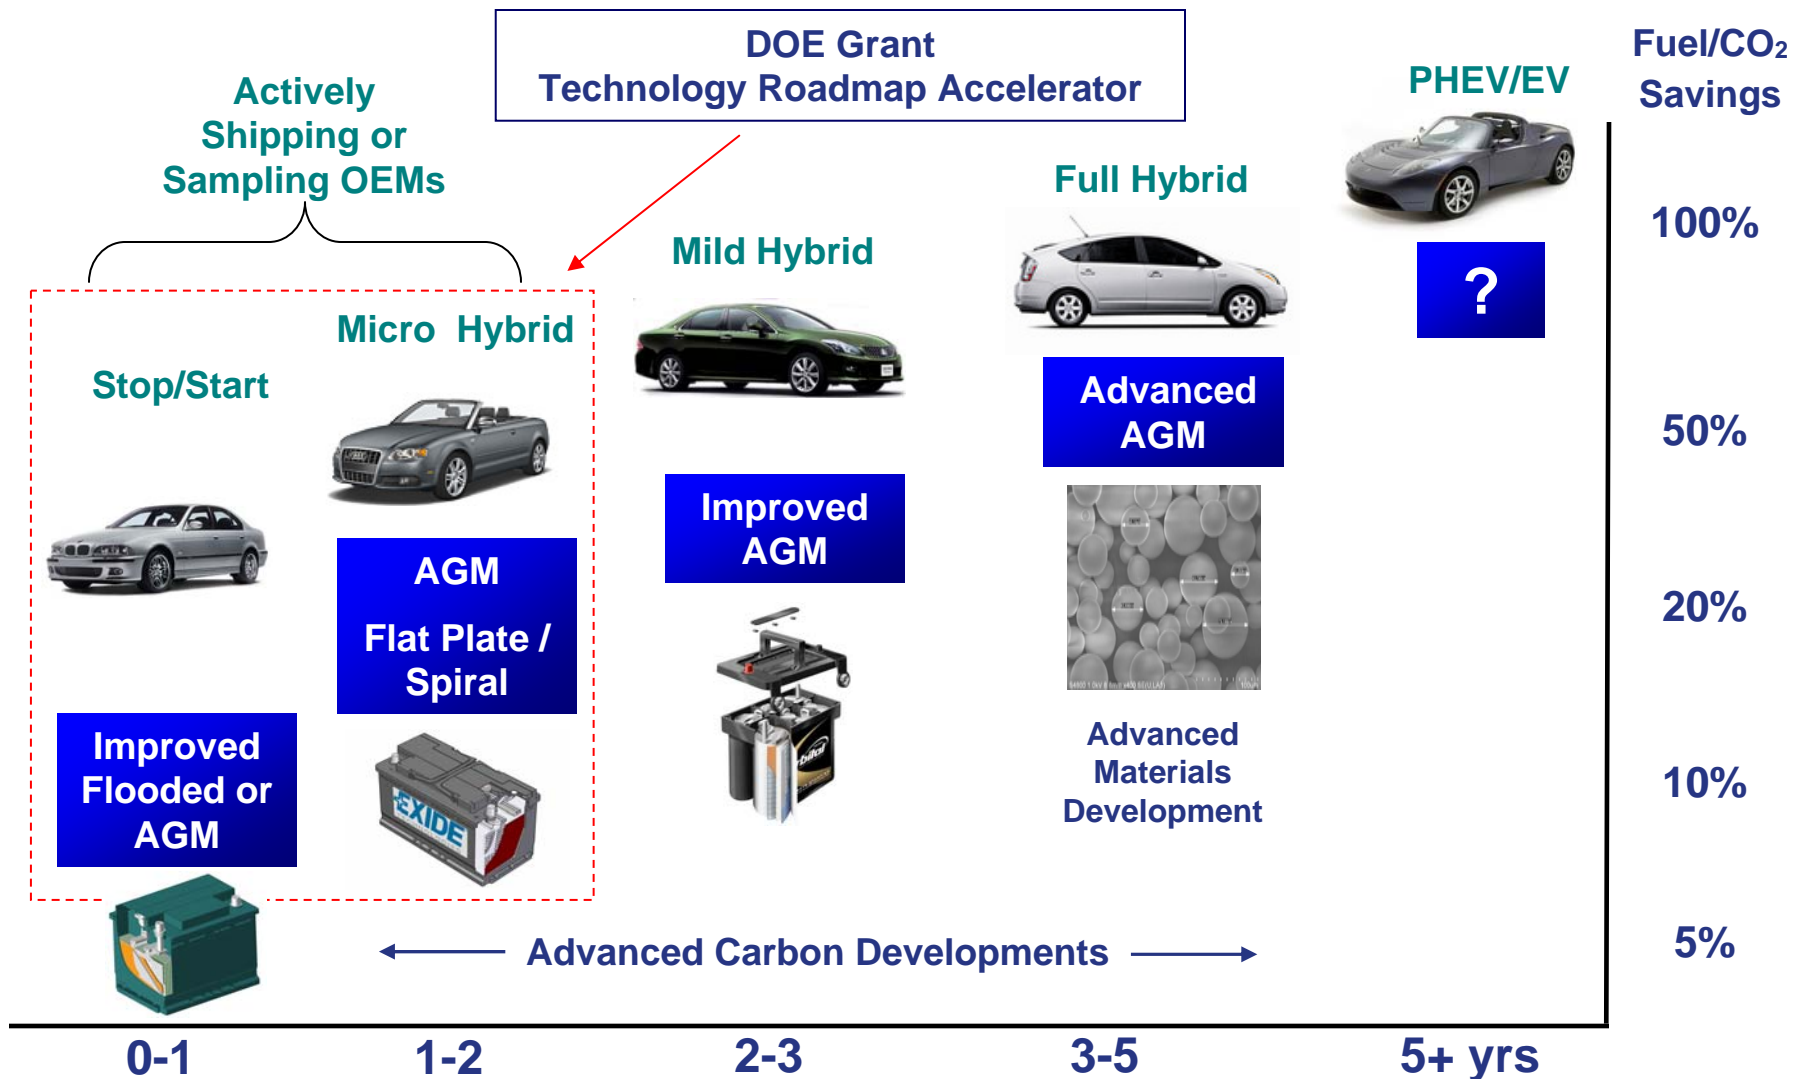 DOE Grant
Technology Roadmap Accelerator
Fuel/CO₂
Savings
Actively
Shipping or
Sampling OEMs
PHEV/EV
Full Hybrid
Mild Hybrid
Micro Hybrid
Stop/Start
100%
50%
20%
10%
5%
?
Advanced
AGM
Improved
AGM
AGM
Flat Plate /
Spiral
Improved
Flooded or
AGM
EXIDE
Advanced
Materials
Development
Advanced Carbon Developments
0-1
1-2
2-3
3-5
5+ yrs